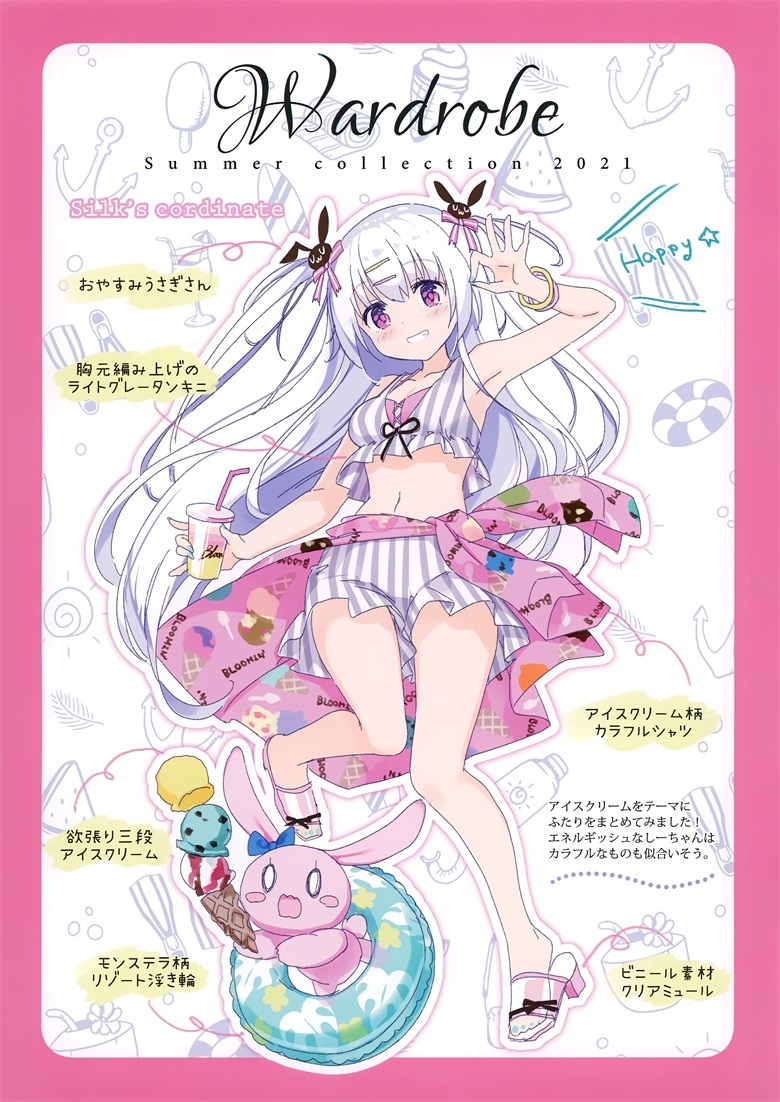 Wardrobe
Summer collection 2021
Silk's cordinate
Happy☆
おやすみうさぎさん
胸元編み上げの
ライトグレータンキニ
BLOOMIN'
BLOOMIN'
BLOOMIN'
BLOOMIN'
アイスクリーム柄
カラフルシャツ
欲張り三段
アイスクリーム
アイスクリームをテーマに
ふたりをまとめてみました！
エネルギッシュなしーちゃんは
カラフルなものも似合いそう。
モンステラ柄
リゾート浮き輪
ビニール素材
クリアミュール